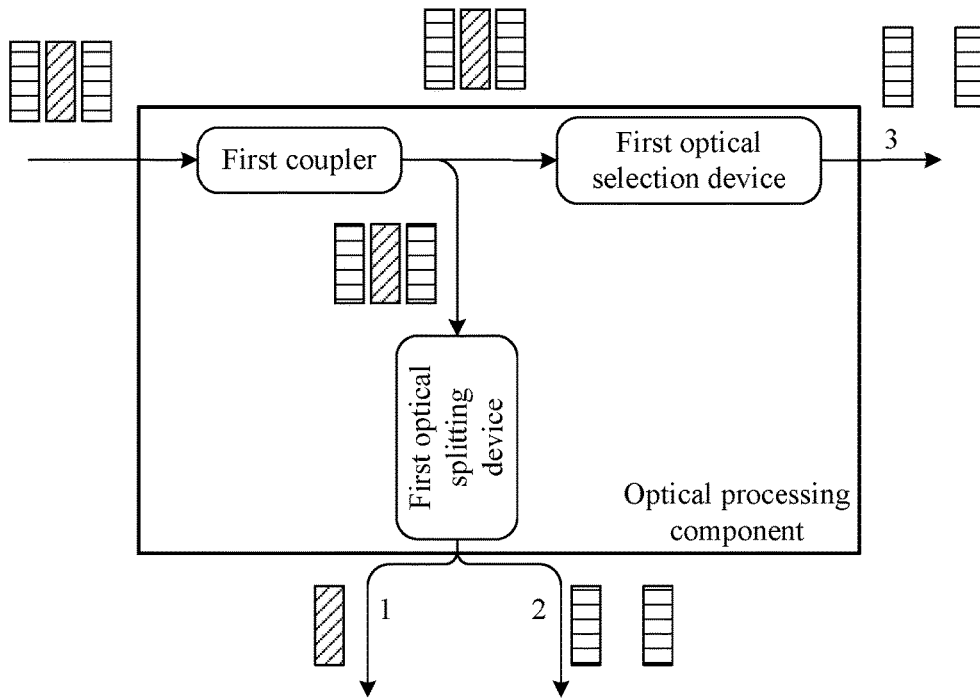 First coupler
First optical
selection device
3
First optical
splitting
device
Optical processing
component
1
2